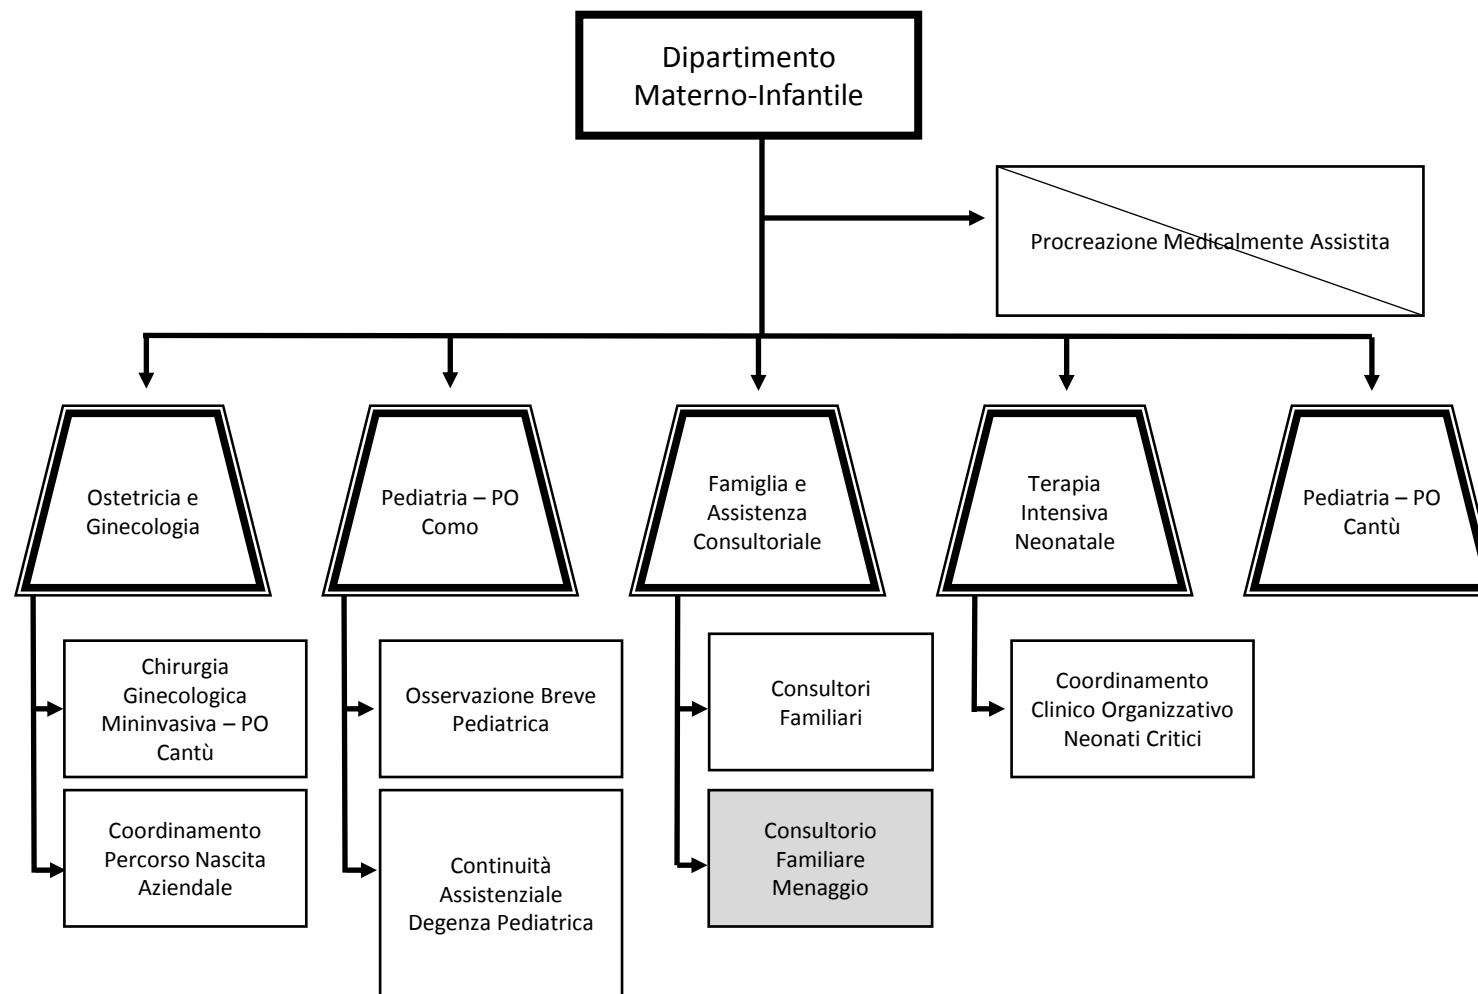 Dipartimento
Materno-Infantile
Procreazione Medicalmente Assistita
Ostetricia e
Ginecologia
Pediatria – PO
Como
Famiglia e
Assistenza
Consultoriale
Terapia
Intensiva
Neonatale
Pediatria – PO
Cantù
Chirurgia
Ginecologica
Mininvasiva – PO
Cantù
Osservazione Breve
Pediatrica
Consultori
Familiari
Coordinamento
Clinico Organizzativo
Neonati Critici
Coordinamento
Percorso Nascita
Aziendale
Continuità
Assistenziale
Degenza Pediatrica
Consultorio
Familiare
Menaggio